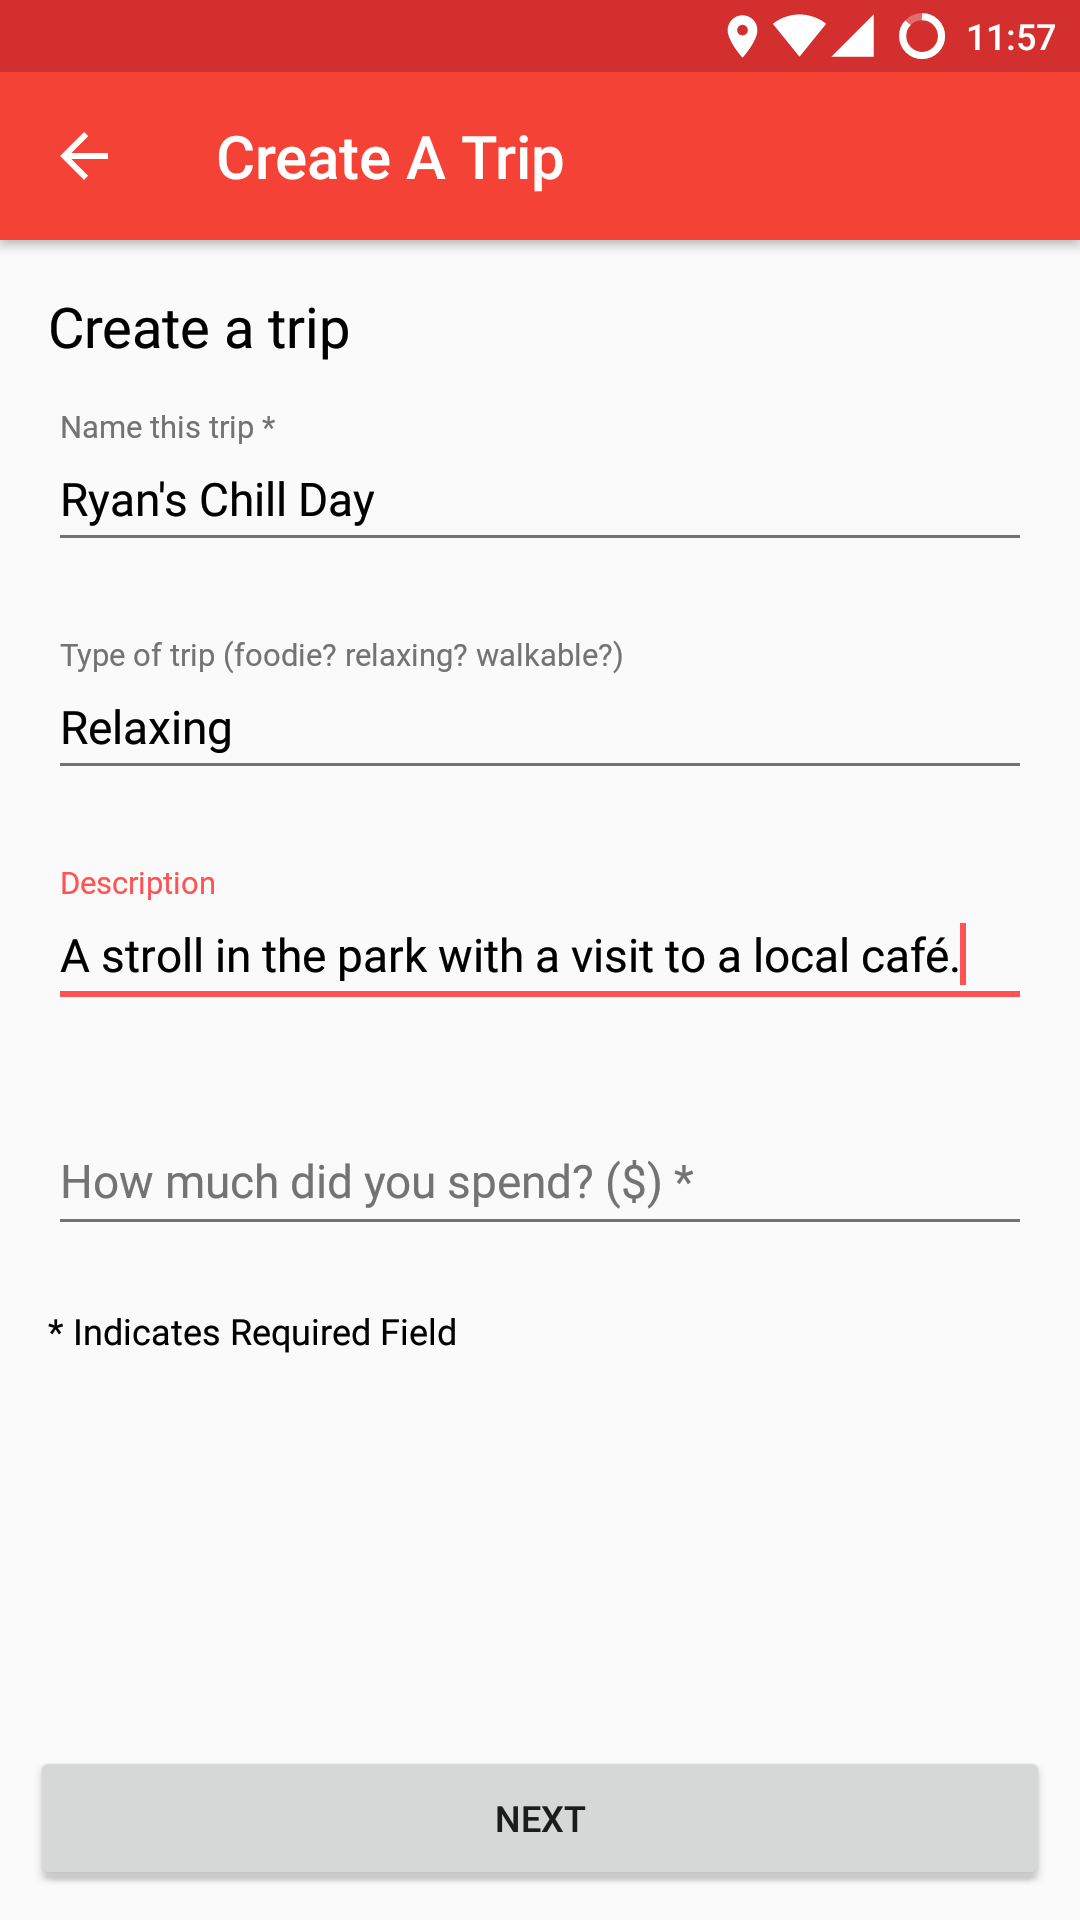 11:57
Create A Trip
Create a trip
Name this trip *
Ryan's Chill Day
Type of trip (foodie? relaxing? walkable?)
Relaxing
Description
A stroll in the park with a visit to a local café.
How much did you spend? ($) *
* Indicates Required Field
NEXT